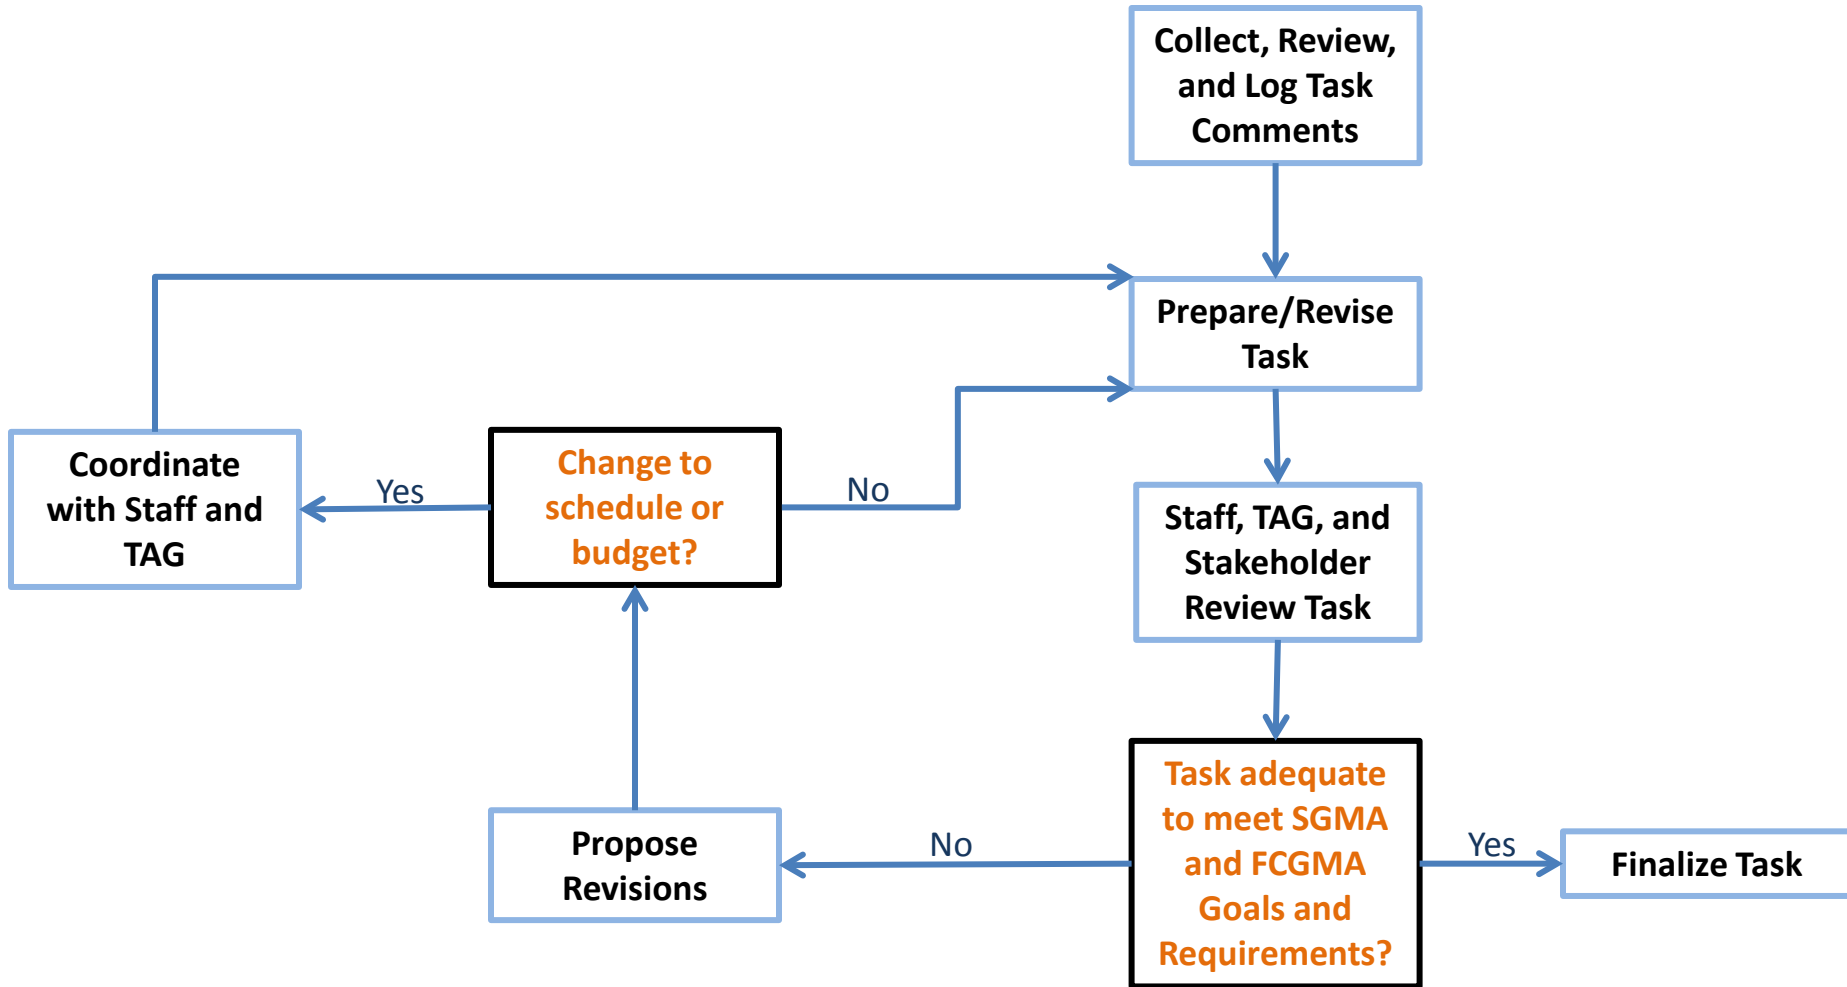 Collect, Review,
and Log Task
Comments
Prepare/Revise
Task
Coordinate
with Staff and
TAG
Yes
Change to
schedule or
budget?
No
Staff, TAG, and
Stakeholder
Review Task
Propose
Revisions
No
Task adequate
to meet SGMA
and FCGMA
Goals and
Requirements?
Yes
Finalize Task